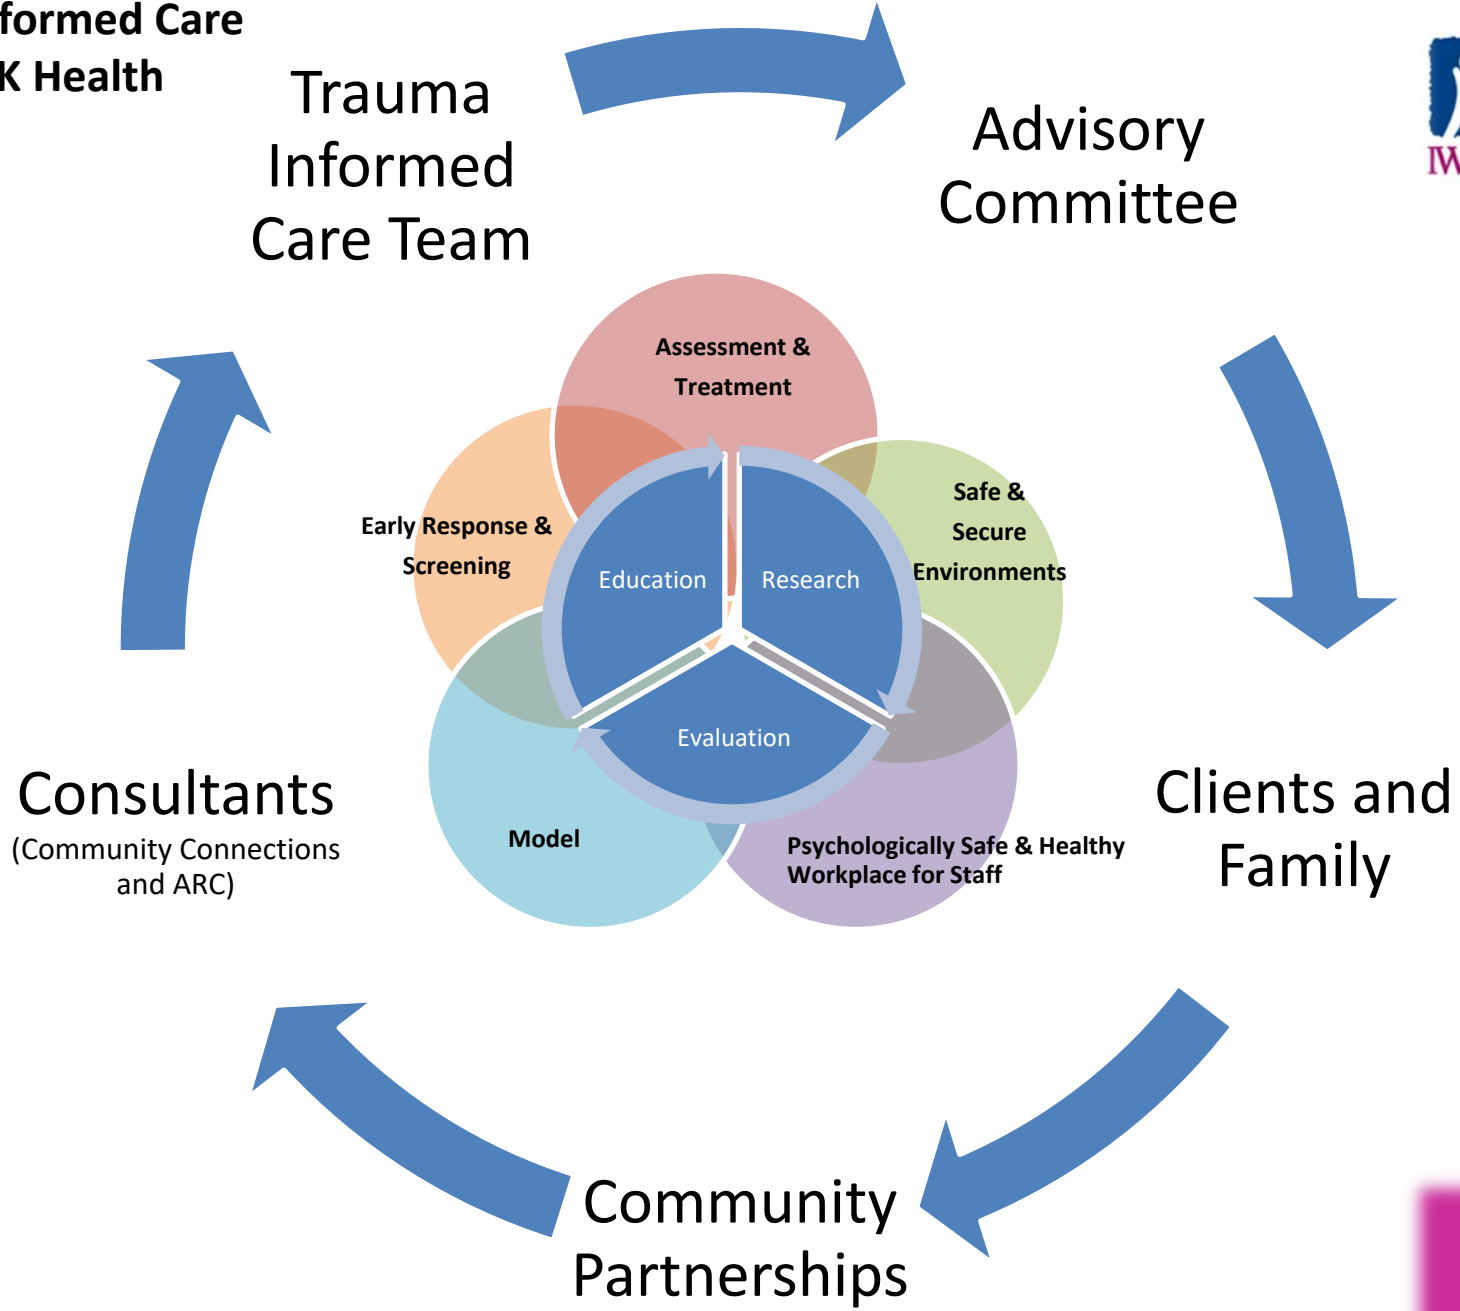 formed Care
K Health
Trauma
Informed
Care Team
Advisory
Committee
IW
Assessment &
Treatment
Safe &
Secure
Environments
Early Response &
Screening
Education
Research
Evaluation
Model
Psychologically Safe & Healthy
Workplace for Staff
Consultants
(Community Connections
and ARC)
Clients and
Family
Community
Partnerships